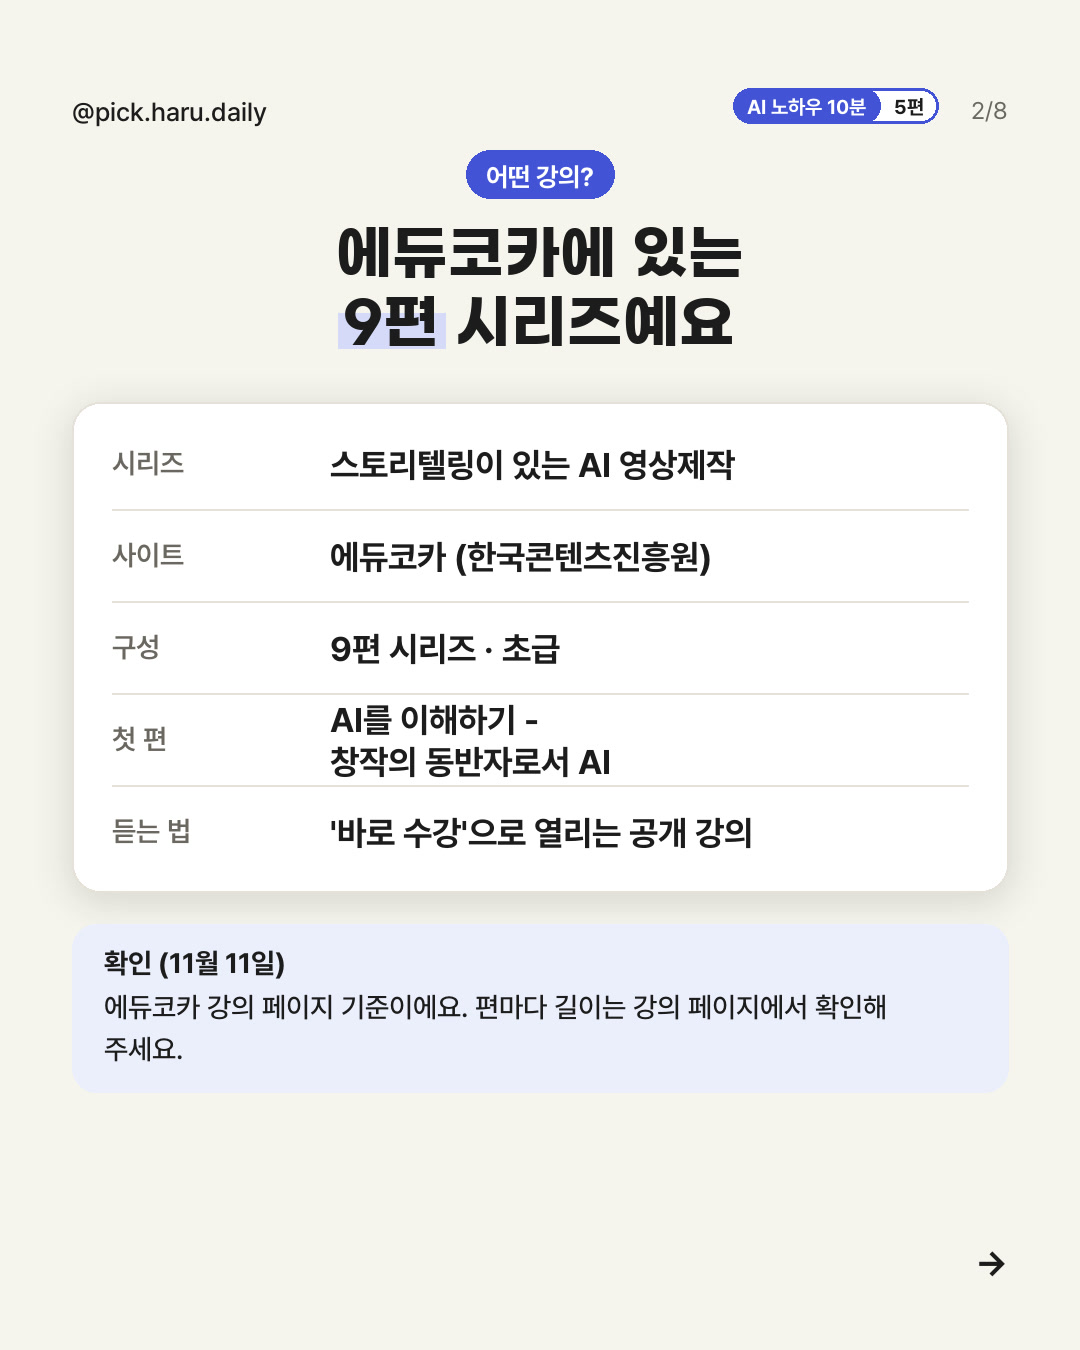 @pick.haru.daily
AI 노하우 10분 5편 2/8
어떤 강의?
에듀코카에 있는
9편 시리즈예요
시리즈 스토리텔링이 있는 AI 영상제작
사이트 에듀코카 (한국콘텐츠진흥원)
구성 9편 시리즈 · 초급
첫 편 AI를 이해하기 -
창작의 동반자로서 AI
듣는 법 '바로 수강'으로 열리는 공개 강의
확인 (11월 11일)
에듀코카 강의 페이지 기준이에요. 편마다 길이는 강의 페이지에서 확인해
주세요.
→